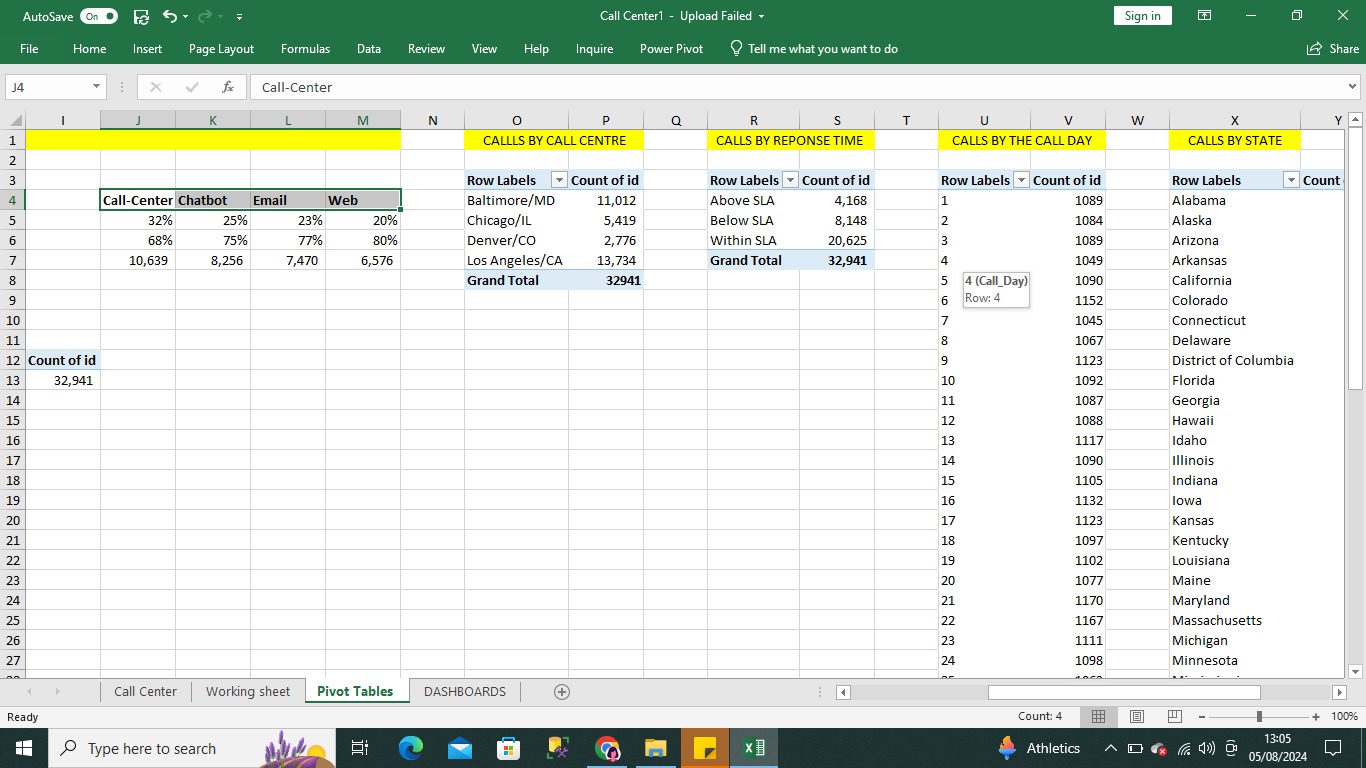 AutoSave On Call Center1 - Upload Failed Sign in
File Home Insert Page Layout Formulas Data Review View Help Inquire Power Pivot Tell me what you want to do Share
J4 fx Call-Center
I J K L M N O P Q R S T U V W X Y
1 CALLLS BY CALL CENTRE CALLS BY REPONSE TIME CALLS BY THE CALL DAY CALLS BY STATE
2
3 Row Labels Count of id Row Labels Count of id Row Labels Count of id Row Labels Count
4 Call-Center Chatbot Email Web Baltimore/MD 11,012 Above SLA 4,168 1 1089 Alabama
5 32% 25% 23% 20% Chicago/IL 5,419 Below SLA 8,148 2 1084 Alaska
6 68% 75% 77% 80% Denver/CO 2,776 Within SLA 20,625 3 1089 Arizona
7 10,639 8,256 7,470 6,576 Los Angeles/CA 13,734 Grand Total 32,941 4 1049 Arkansas
8 Grand Total 32941 5 4 (Call_Day) 1090 California
9 6 Row: 4 1152 Colorado
10 7 1045 Connecticut
11 8 1067 Delaware
12 Count of id 9 1123 District of Columbia
13 32,941 10 1092 Florida
14 11 1087 Georgia
15 12 1088 Hawaii
16 13 1117 Idaho
17 14 1090 Illinois
18 15 1105 Indiana
19 16 1132 Iowa
20 17 1123 Kansas
21 18 1097 Kentucky
22 19 1102 Louisiana
23 20 1077 Maine
24 21 1170 Maryland
25 22 1167 Massachusetts
26 23 1111 Michigan
27 24 1098 Minnesota
Call Center Working sheet Pivot Tables DASHBOARDS
Ready Count: 4 100%
Type here to search Athletics 13:05
05/08/2024